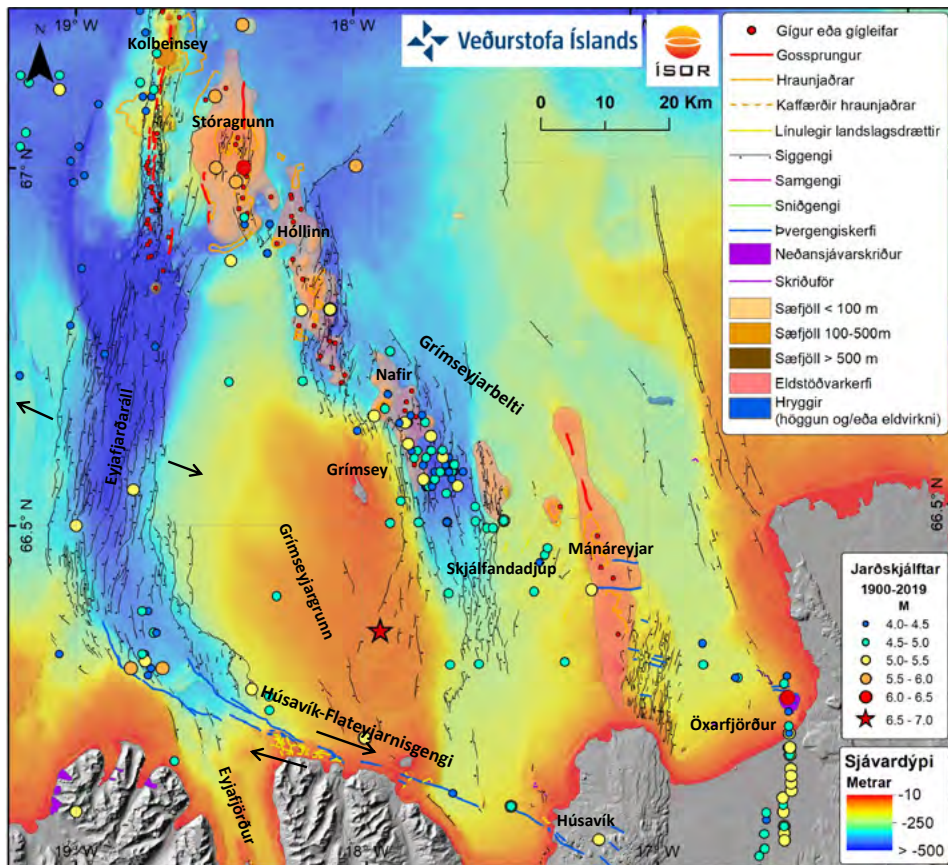 19° W
18° W
17° W
N
Kolbeinsey
Stóragrunn
Hóllinn
Nafir
Grímseyjarbelti
Eyjafjarðaráll
Grímsey
Grímseyjargrunn
Skjálfandadjúp
Mánáreyjar
Öxarfjörður
Húsavík-Flateyjarnisgengi
Eyjafjörður
Húsavík
67° N
66.5° N
66.5° N
19° W
18° W
17° W
Veðurstofa Íslands
ÍSOR
0 10 20 Km
Gígur eða gígleifar
Gossprungur
Hraunjaðrar
Kaffærðir hraunjaðrar
Línulegir landslagsdrættir
Siggengi
Samgengi
Sniðgengi
Þvergengiskerfi
Neðansjávarskriður
Skriðuför
Sæfjöll < 100 m
Sæfjöll 100-500m
Sæfjöll > 500 m
Eldstöðvarkerfi
Hryggir
(höggun og/eða eldvirkni)
Jarðskjálftar
1900-2019
M
4.0- 4.5
4.5- 5.0
5.0- 5.5
5.5 - 6.0
6.0 - 6.5
6.5 - 7.0
Sjávardýpi
Metrar
-10
-250
> -500